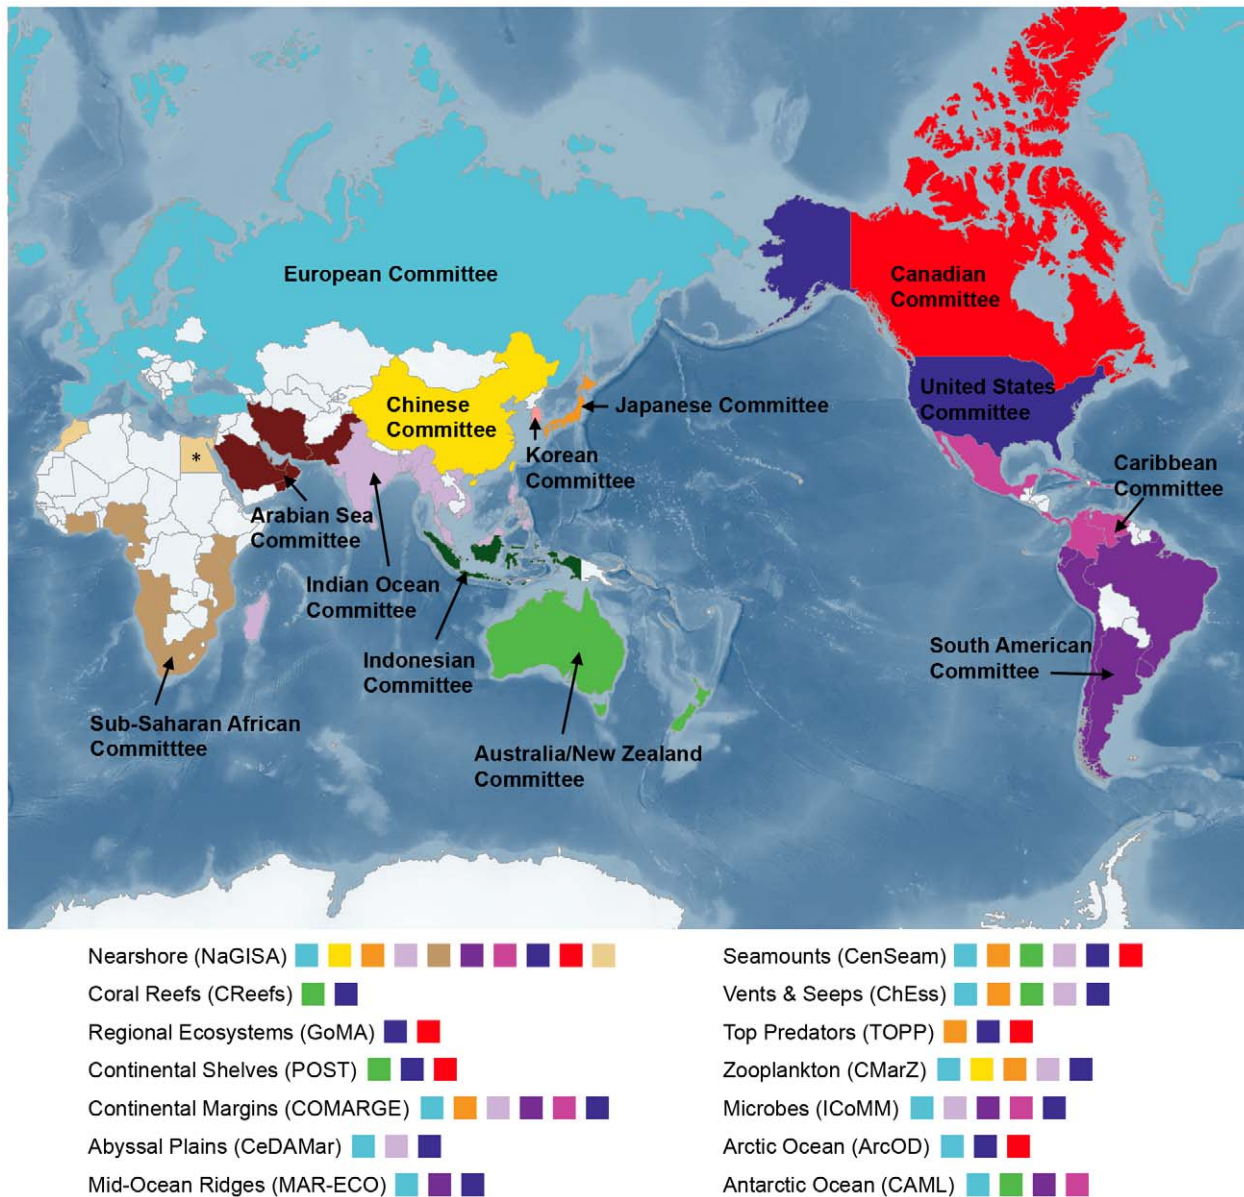 European Committee
Canadian
Committee
United States
Committee
Chinese
Committee
Japanese Committee
Korean
Committee
Caribbean
Committee
*
Arabian Sea
Committee
Indian Ocean
Committee
Indonesian
Committee
South American
Committee
Sub-Saharan African
Committtee
Australia/New Zealand
Committee
Nearshore (NaGISA)
Coral Reefs (CReefs)
Regional Ecosystems (GoMA)
Continental Shelves (POST)
Continental Margins (COMARGE)
Abyssal Plains (CeDAMar)
Mid-Ocean Ridges (MAR-ECO)
Seamounts (CenSeam)
Vents & Seeps (ChEss)
Top Predators (TOPP)
Zooplankton (CMarZ)
Microbes (ICoMM)
Arctic Ocean (ArcOD)
Antarctic Ocean (CAML)